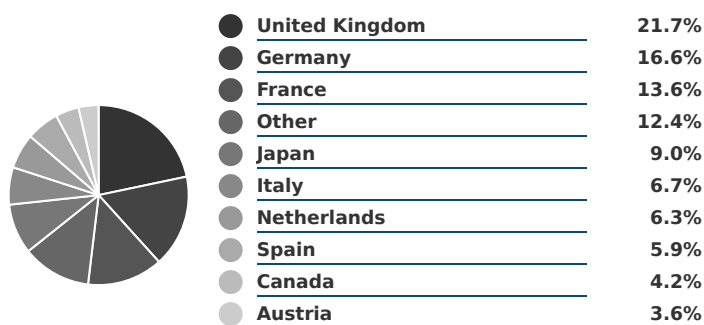 United Kingdom 21.7%
Germany 16.6%
France 13.6%
Other 12.4%
Japan 9.0%
Italy 6.7%
Netherlands 6.3%
Spain 5.9%
Canada 4.2%
Austria 3.6%